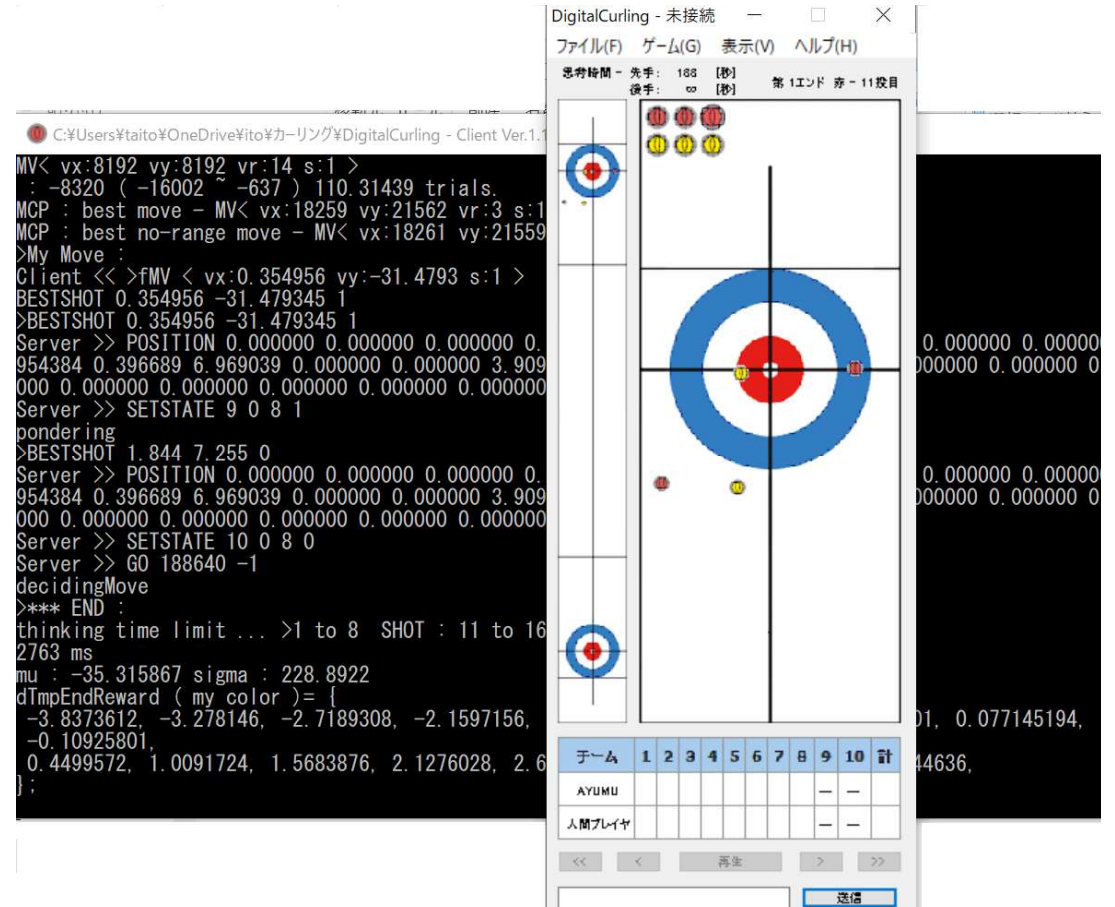 DigitalCurling - 未接続
ファイル(F) ゲーム(G) 表示(V) ヘルプ(H)
思考時間 - 先手: 188 [秒]
後手: ∞ [秒]
第 1エンド 赤 - 11投目
C:¥Users¥taito¥OneDrive¥ito¥カーリング¥DigitalCurling - Client Ver.1.1
MV< vx:8192 vy:8192 vr:14 s:1 >
: -8320 ( -16002 ~ -637 ) 110.31439 trials.
MCP : best move - MV< vx:18259 vy:21562 vr:3 s:1
MCP : best no-range move - MV< vx:18261 vy:21559
>My Move :
Client << >fMV < vx:0.354956 vy:-31.4793 s:1 >
BESTSHOT 0.354956 -31.479345 1
>BESTSHOT 0.354956 -31.479345 1
Server >> POSITION 0.000000 0.000000 0.000000 0. 0.000000 0.00000
954384 0.396689 6.969039 0.000000 0.000000 3.909 000000 0.000000 0
000 0.000000 0.000000 0.000000 0.000000 0.000000
Server >> SETSTATE 9 0 8 1
pondering
>BESTSHOT 1.844 7.255 0
Server >> POSITION 0.000000 0.000000 0.000000 0. 0.000000 0.00000
954384 0.396689 6.969039 0.000000 0.000000 3.909 000000 0.000000 0
000 0.000000 0.000000 0.000000 0.000000 0.000000
Server >> SETSTATE 10 0 8 0
Server >> GO 188640 -1
decidingMove
>*** END :
thinking time limit ... >1 to 8 SHOT : 11 to 16
2763 ms
mu : -35.315867 sigma : 228.8922
dTmpEndReward ( my color )= {
-3.8373612, -3.278146, -2.7189308, -2.1597156, 01, 0.077145194,
-0.10925801,
0.4499572, 1.0091724, 1.5683876, 2.1276028, 2.6 44636,
};
チーム 1 2 3 4 5 6 7 8 9 10 計
AYUMU - -
人間プレイヤ - -
<< < 再生 > >>
送信